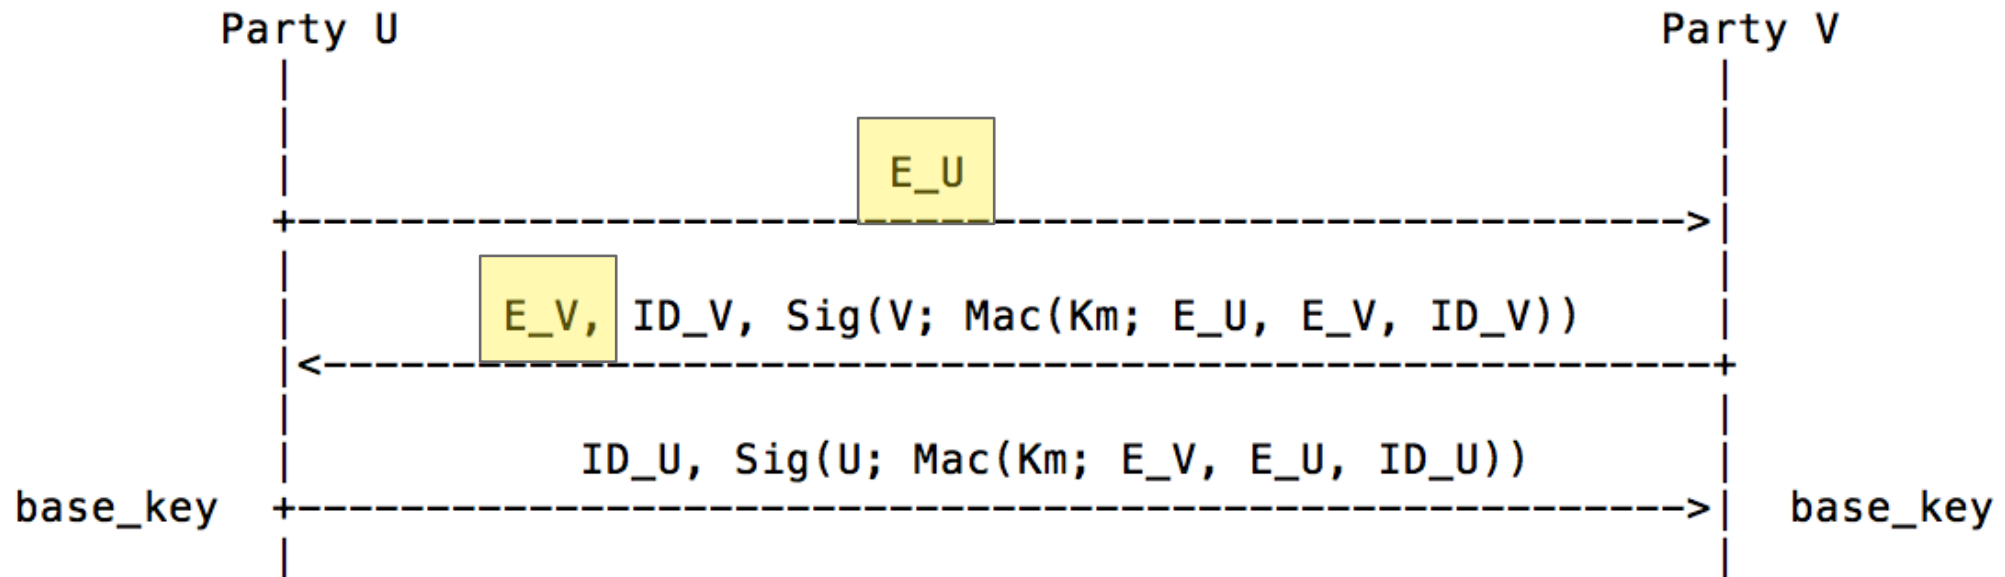 Party U Party V
E_U
E_V, ID_V, Sig(V; Mac(Km; E_U, E_V, ID_V))
ID_U, Sig(U; Mac(Km; E_V, E_U, ID_U))
base_key base_key